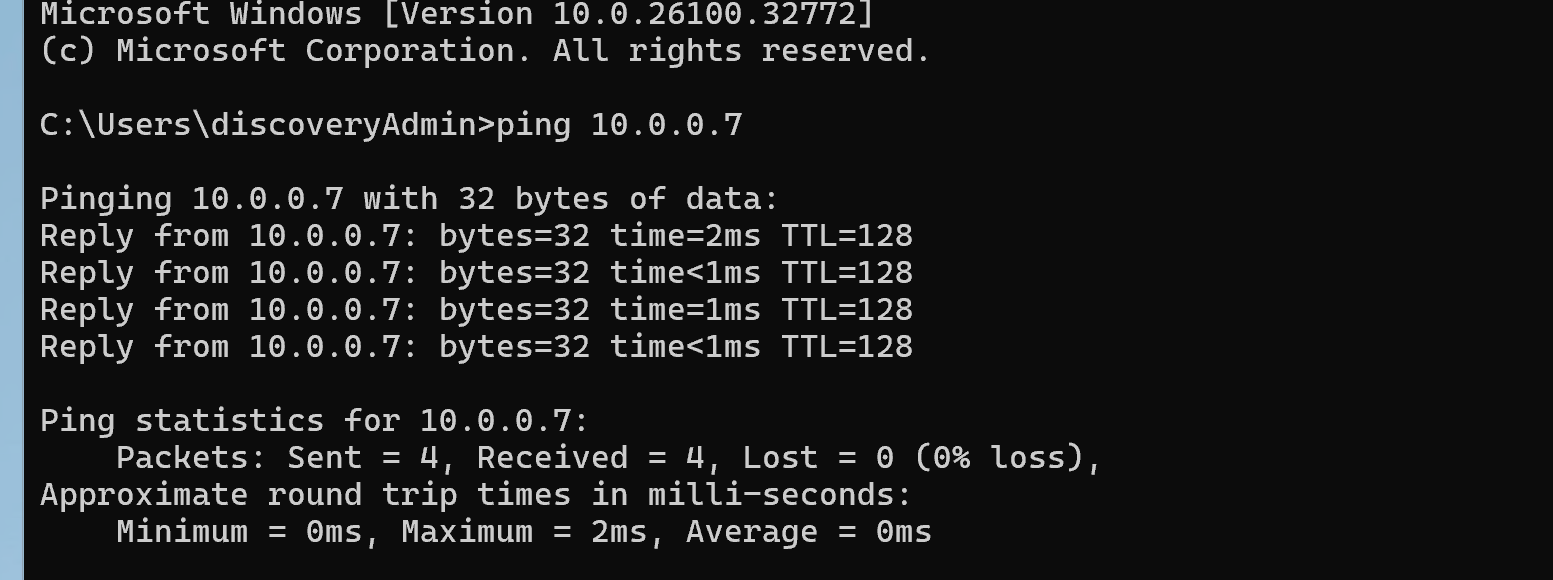 Microsoft Windows [Version 10.0.26100.32772]
(c) Microsoft Corporation. All rights reserved.
C:\Users\discoveryAdmin>ping 10.0.0.7
Pinging 10.0.0.7 with 32 bytes of data:
Reply from 10.0.0.7: bytes=32 time=2ms TTL=128
Reply from 10.0.0.7: bytes=32 time<1ms TTL=128
Reply from 10.0.0.7: bytes=32 time=1ms TTL=128
Reply from 10.0.0.7: bytes=32 time<1ms TTL=128
Ping statistics for 10.0.0.7:
    Packets: Sent = 4, Received = 4, Lost = 0 (0% loss),
Approximate round trip times in milli-seconds:
    Minimum = 0ms, Maximum = 2ms, Average = 0ms